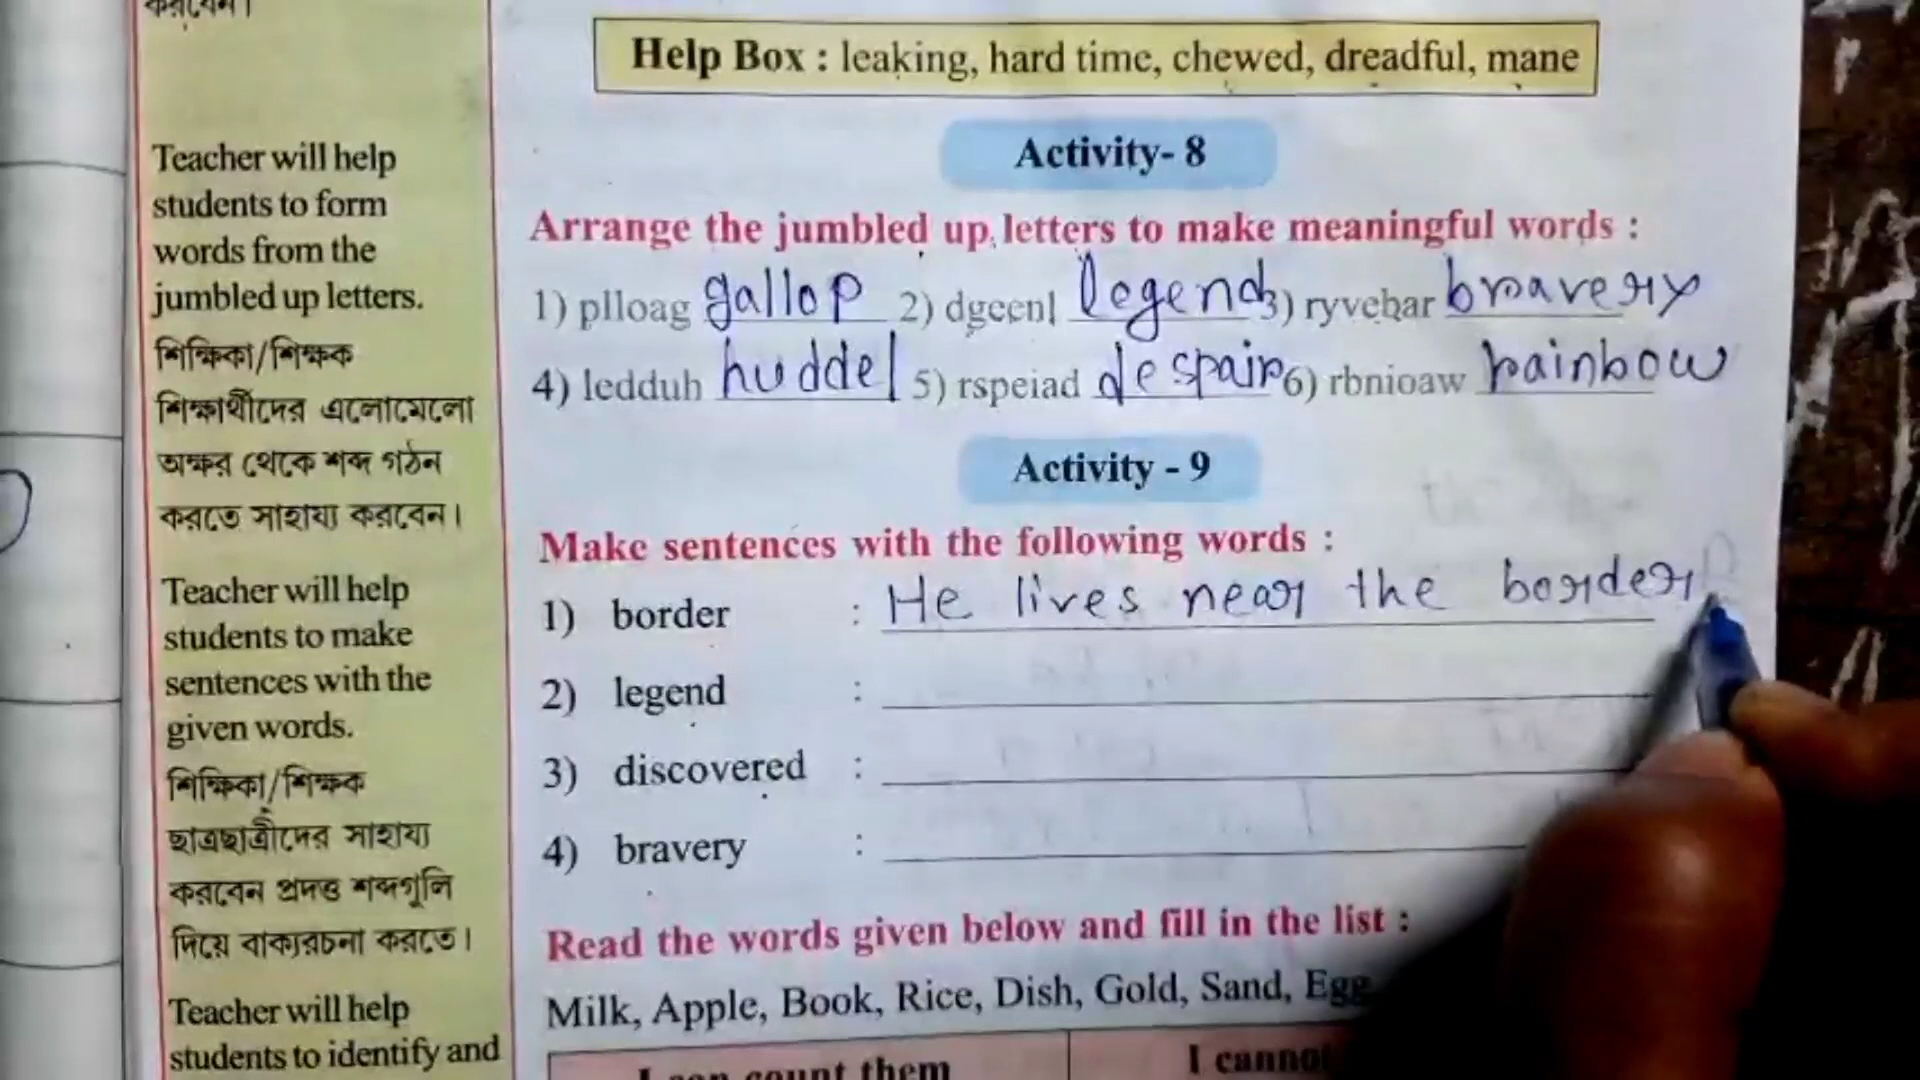 করবেন।
Help Box : leaking, hard time, chewed, dreadful, mane
Activity- 8
Teacher will help
students to form
words from the
jumbled up letters.
শিক্ষিকা/শিক্ষক
শিক্ষার্থীদের এলোমেলো
অক্ষর থেকে শব্দ গঠন
করতে সাহায্য করবেন।
Arrange the jumbled up letters to make meaningful words :
1) plloag gallop 2) dgeenl legend 3) ryvebar bravery
4) ledduh huddel 5) rspeiad despair 6) rbnioaw rainbow
Activity - 9
Teacher will help
students to make
sentences with the
given words.
শিক্ষিকা/শিক্ষক
ছাত্রছাত্রীদের সাহায্য
করবেন প্রদত্ত শব্দগুলি
দিয়ে বাক্যরচনা করতে।
Make sentences with the following words :
1) border : He lives near the border
2) legend :
3) discovered :
4) bravery :
Teacher will help
students to identify and
Read the words given below and fill in the list :
Milk, Apple, Book, Rice, Dish, Gold, Sand, Egg
I can count them
I cannot